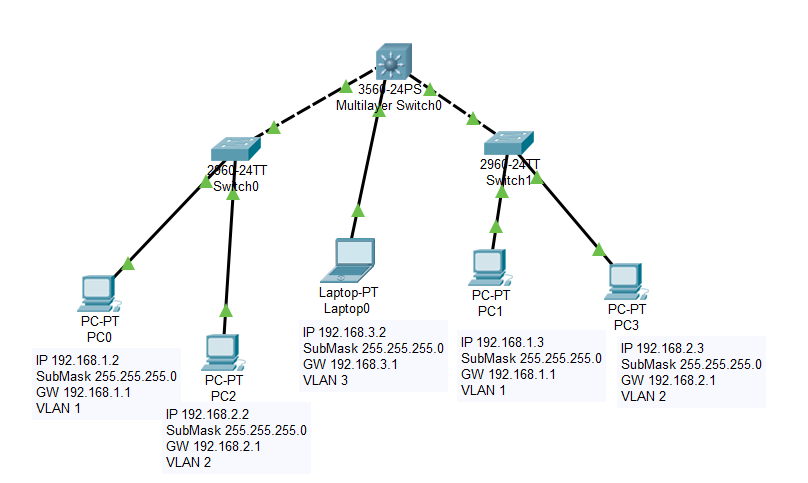 3560-24PS
Multilayer Switch0
2960-24TT
Switch0
2960-24TT
Switch1
Laptop-PT
Laptop0
PC-PT
PC1
PC-PT
PC3
PC-PT
PC0
PC-PT
PC2
IP 192.168.1.2
SubMask 255.255.255.0
GW 192.168.1.1
VLAN 1
IP 192.168.2.2
SubMask 255.255.255.0
GW 192.168.2.1
VLAN 2
IP 192.168.3.2
SubMask 255.255.255.0
GW 192.168.3.1
VLAN 3
IP 192.168.1.3
SubMask 255.255.255.0
GW 192.168.1.1
VLAN 1
IP 192.168.2.3
SubMask 255.255.255.0
GW 192.168.2.1
VLAN 2